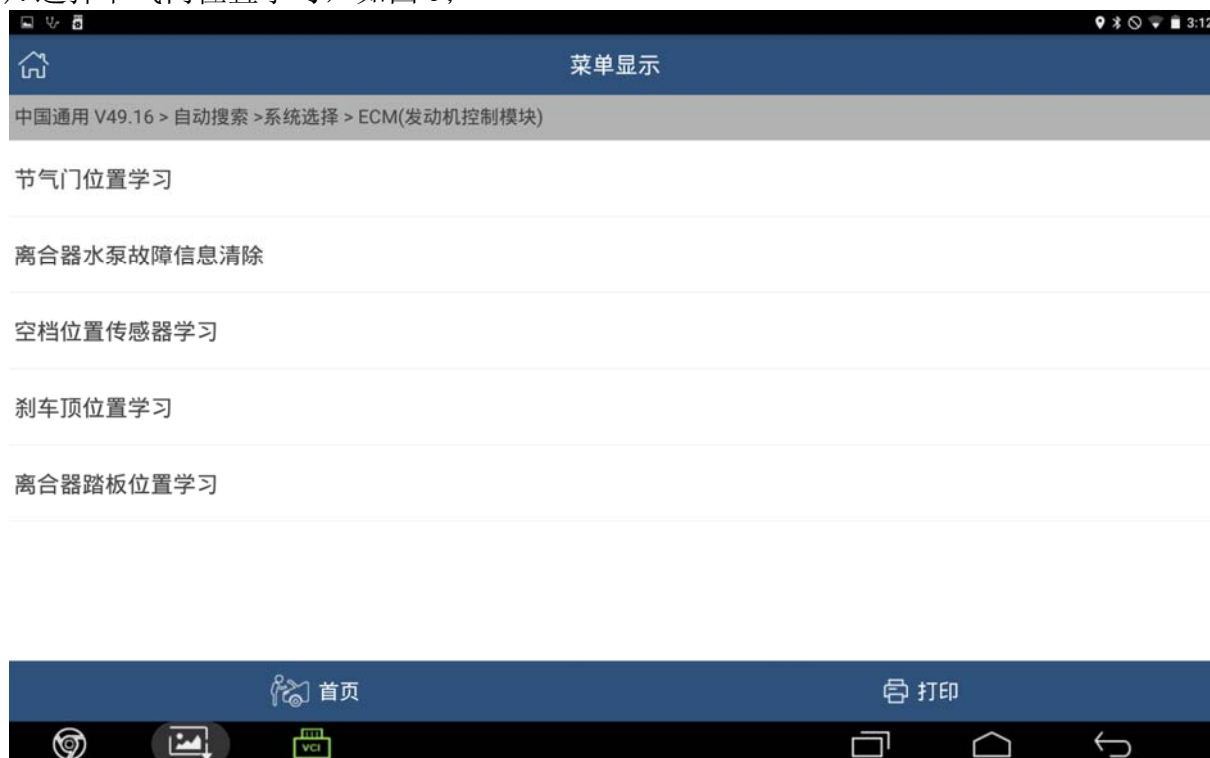 3:12
菜单显示
中国通用 V49.16 > 自动搜索 >系统选择 > ECM(发动机控制模块)
节气门位置学习
离合器水泵故障信息清除
空档位置传感器学习
刹车顶位置学习
离合器踏板位置学习
首页
打印
VCI